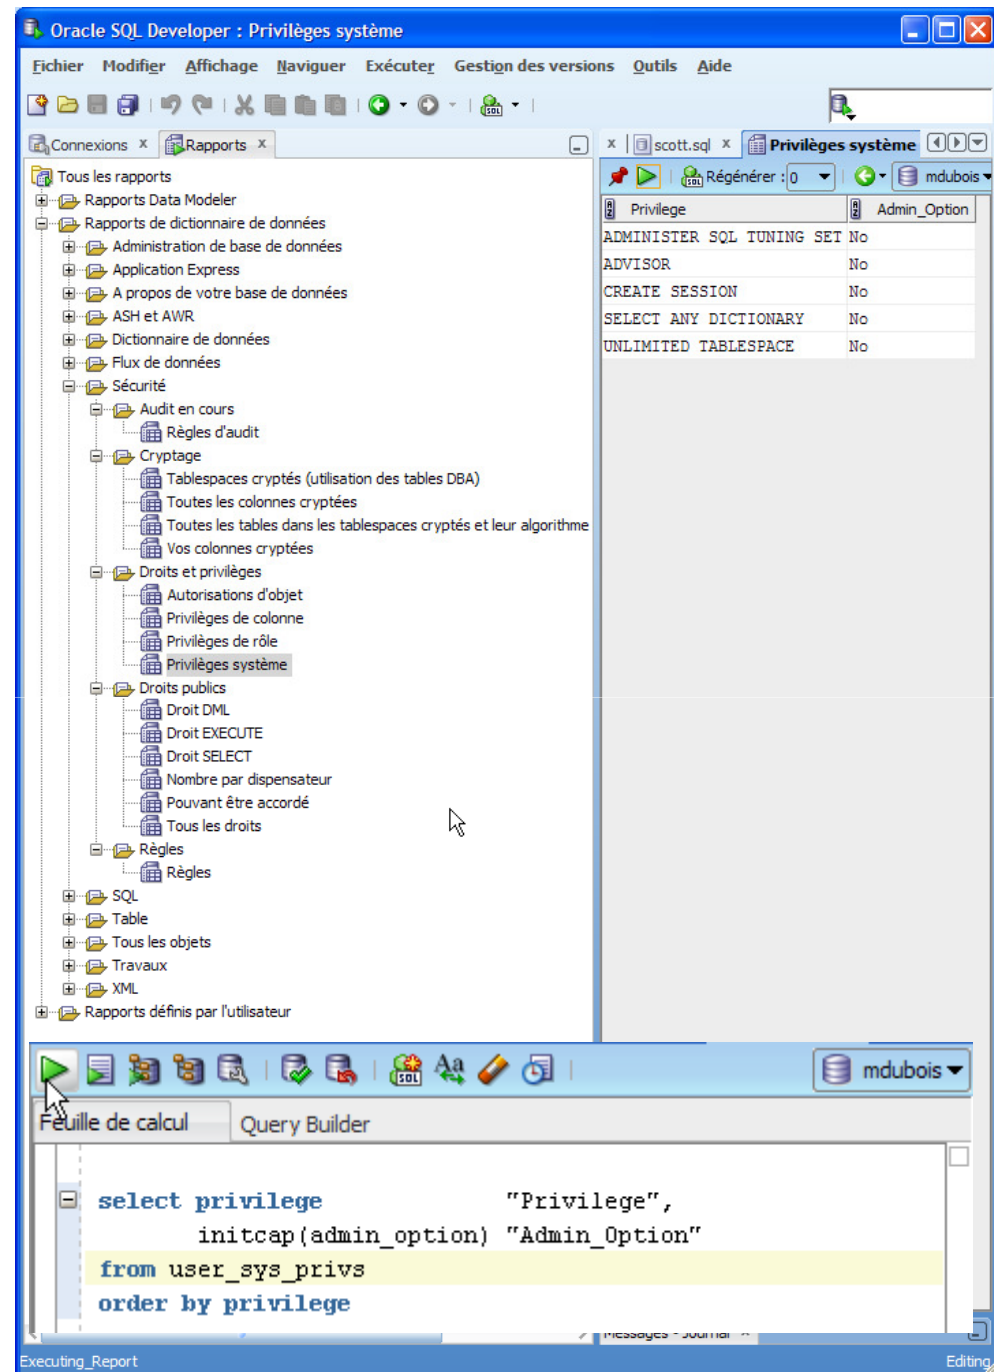 Oracle SQL Developer : Privilèges système
Fichier Modifier Affichage Naviguer Exécuter Gestion des versions Outils Aide
Connexions x Rapports x
x scott.sql x Privilèges système
Tous les rapports
Régénérer : 0 mdubois
Rapports Data Modeler
Rapports de dictionnaire de données
Administration de base de données
Application Express
A propos de votre base de données
ASH et AWR
Dictionnaire de données
Flux de données
Sécurité
Audit en cours
Règles d'audit
Cryptage
Tablespaces cryptés (utilisation des tables DBA)
Toutes les colonnes cryptées
Toutes les tables dans les tablespaces cryptés et leur algorithme
Vos colonnes cryptées
Droits et privilèges
Autorisations d'objet
Privilèges de colonne
Privilèges de rôle
Privilèges système
Droits publics
Droit DML
Droit EXECUTE
Droit SELECT
Nombre par dispensateur
Pouvant être accordé
Tous les droits
Règles
Règles
SQL
Table
Tous les objets
Travaux
XML
Rapports définis par l'utilisateur
Privilege Admin_Option
ADMINISTER SQL TUNING SET No
ADVISOR No
CREATE SESSION No
SELECT ANY DICTIONARY No
UNLIMITED TABLESPACE No
mdubois
Feuille de calcul Query Builder
select privilege "Privilege",
initcap(admin_option) "Admin_Option"
from user_sys_privs
order by privilege
Messages - Journal x
Executing_Report Editing